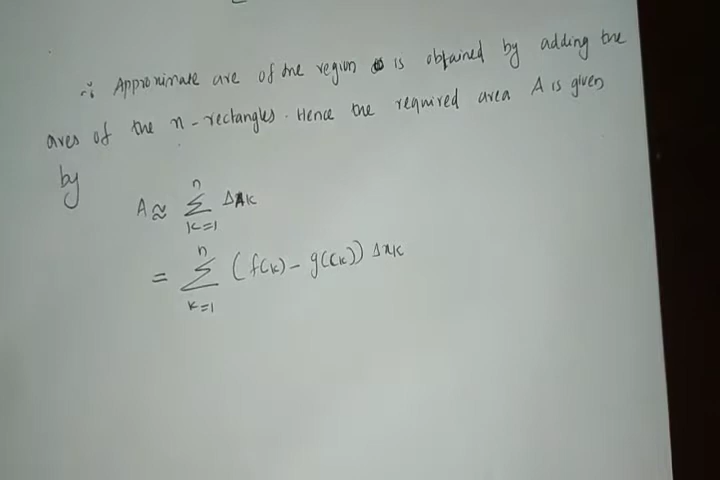 ∴ Approximate are of the region is obtained by adding the
ares of the n-rectangles. Hence the required area A is given
by
A ≈ n Σ k=1 ΔAk
= n Σ k=1 (f(k) - g(ck)) Δxk